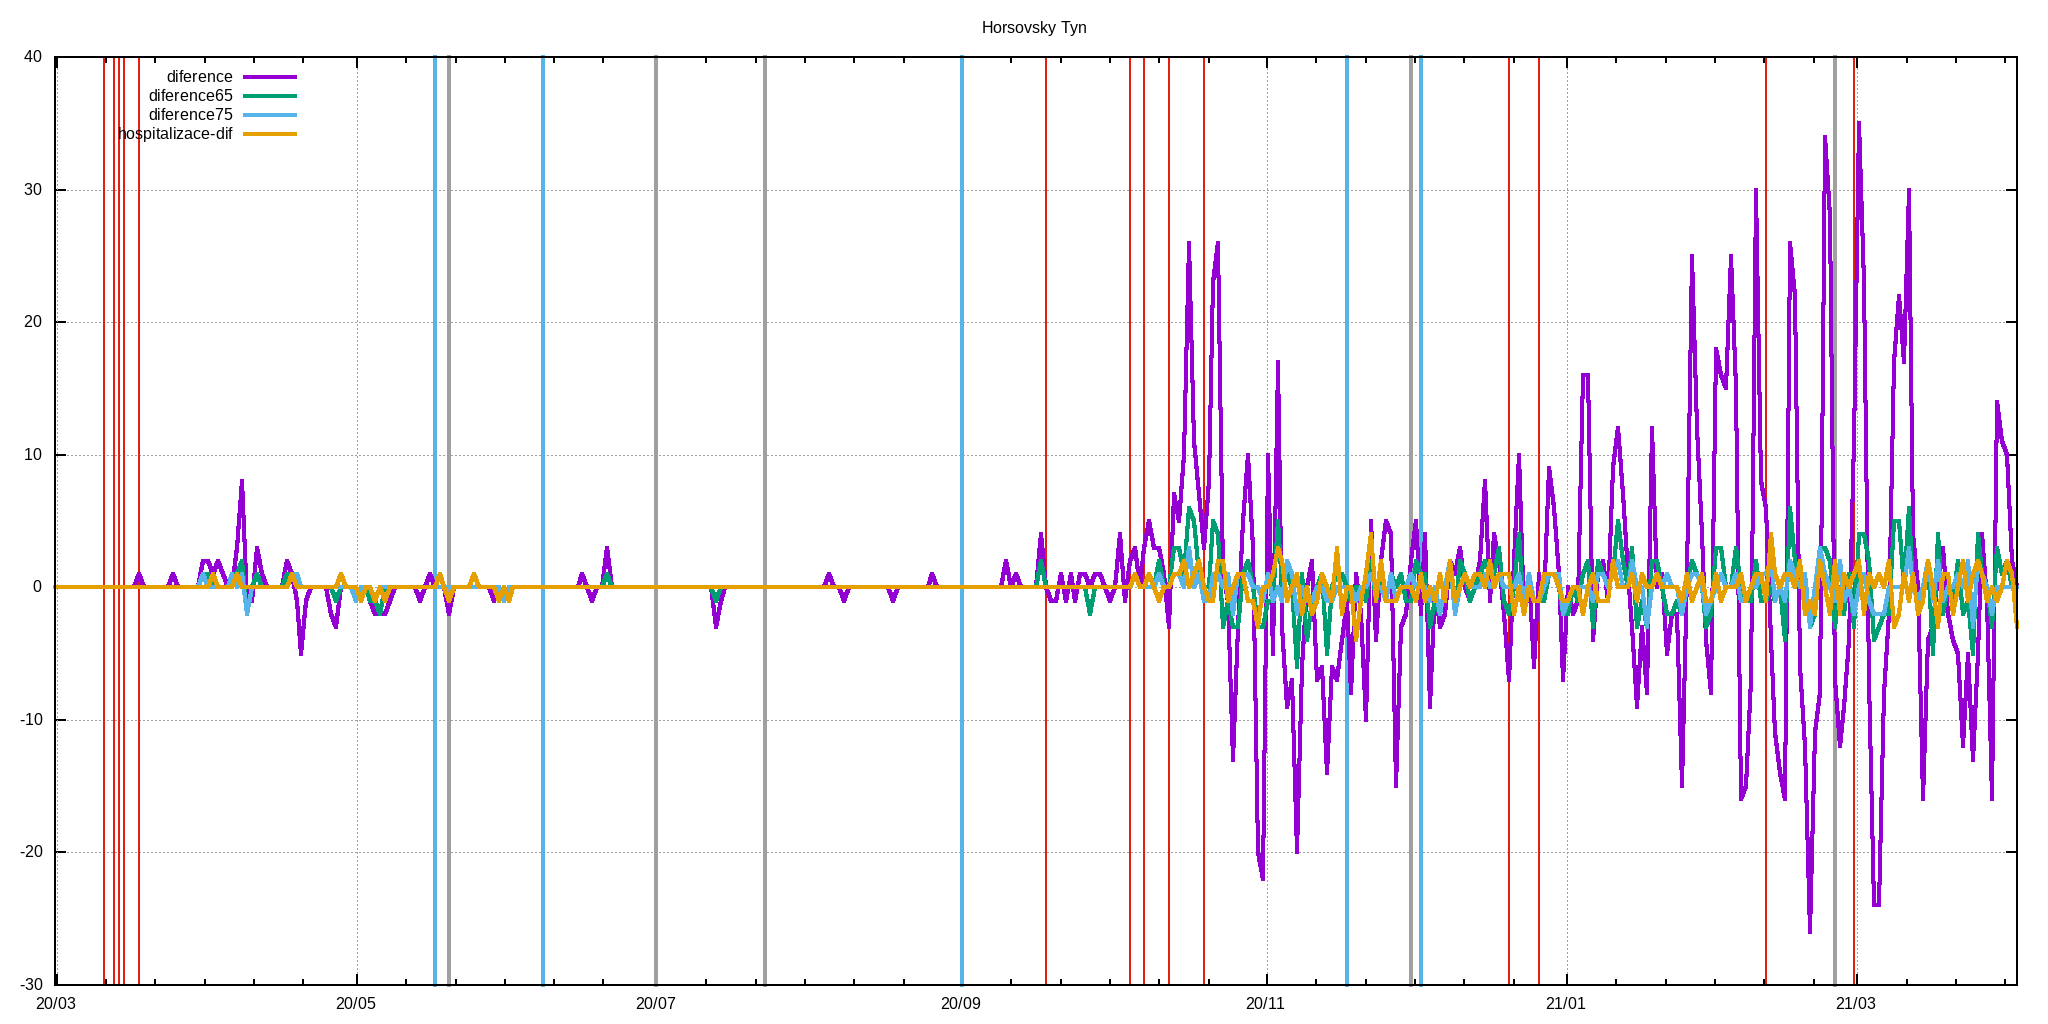 Horsovsky Tyn
diference
diference65
diference75
hospitalizace-dif
40
30
20
10
0
-10
-20
-30
20/03 20/05 20/07 20/09 20/11 21/01 21/03